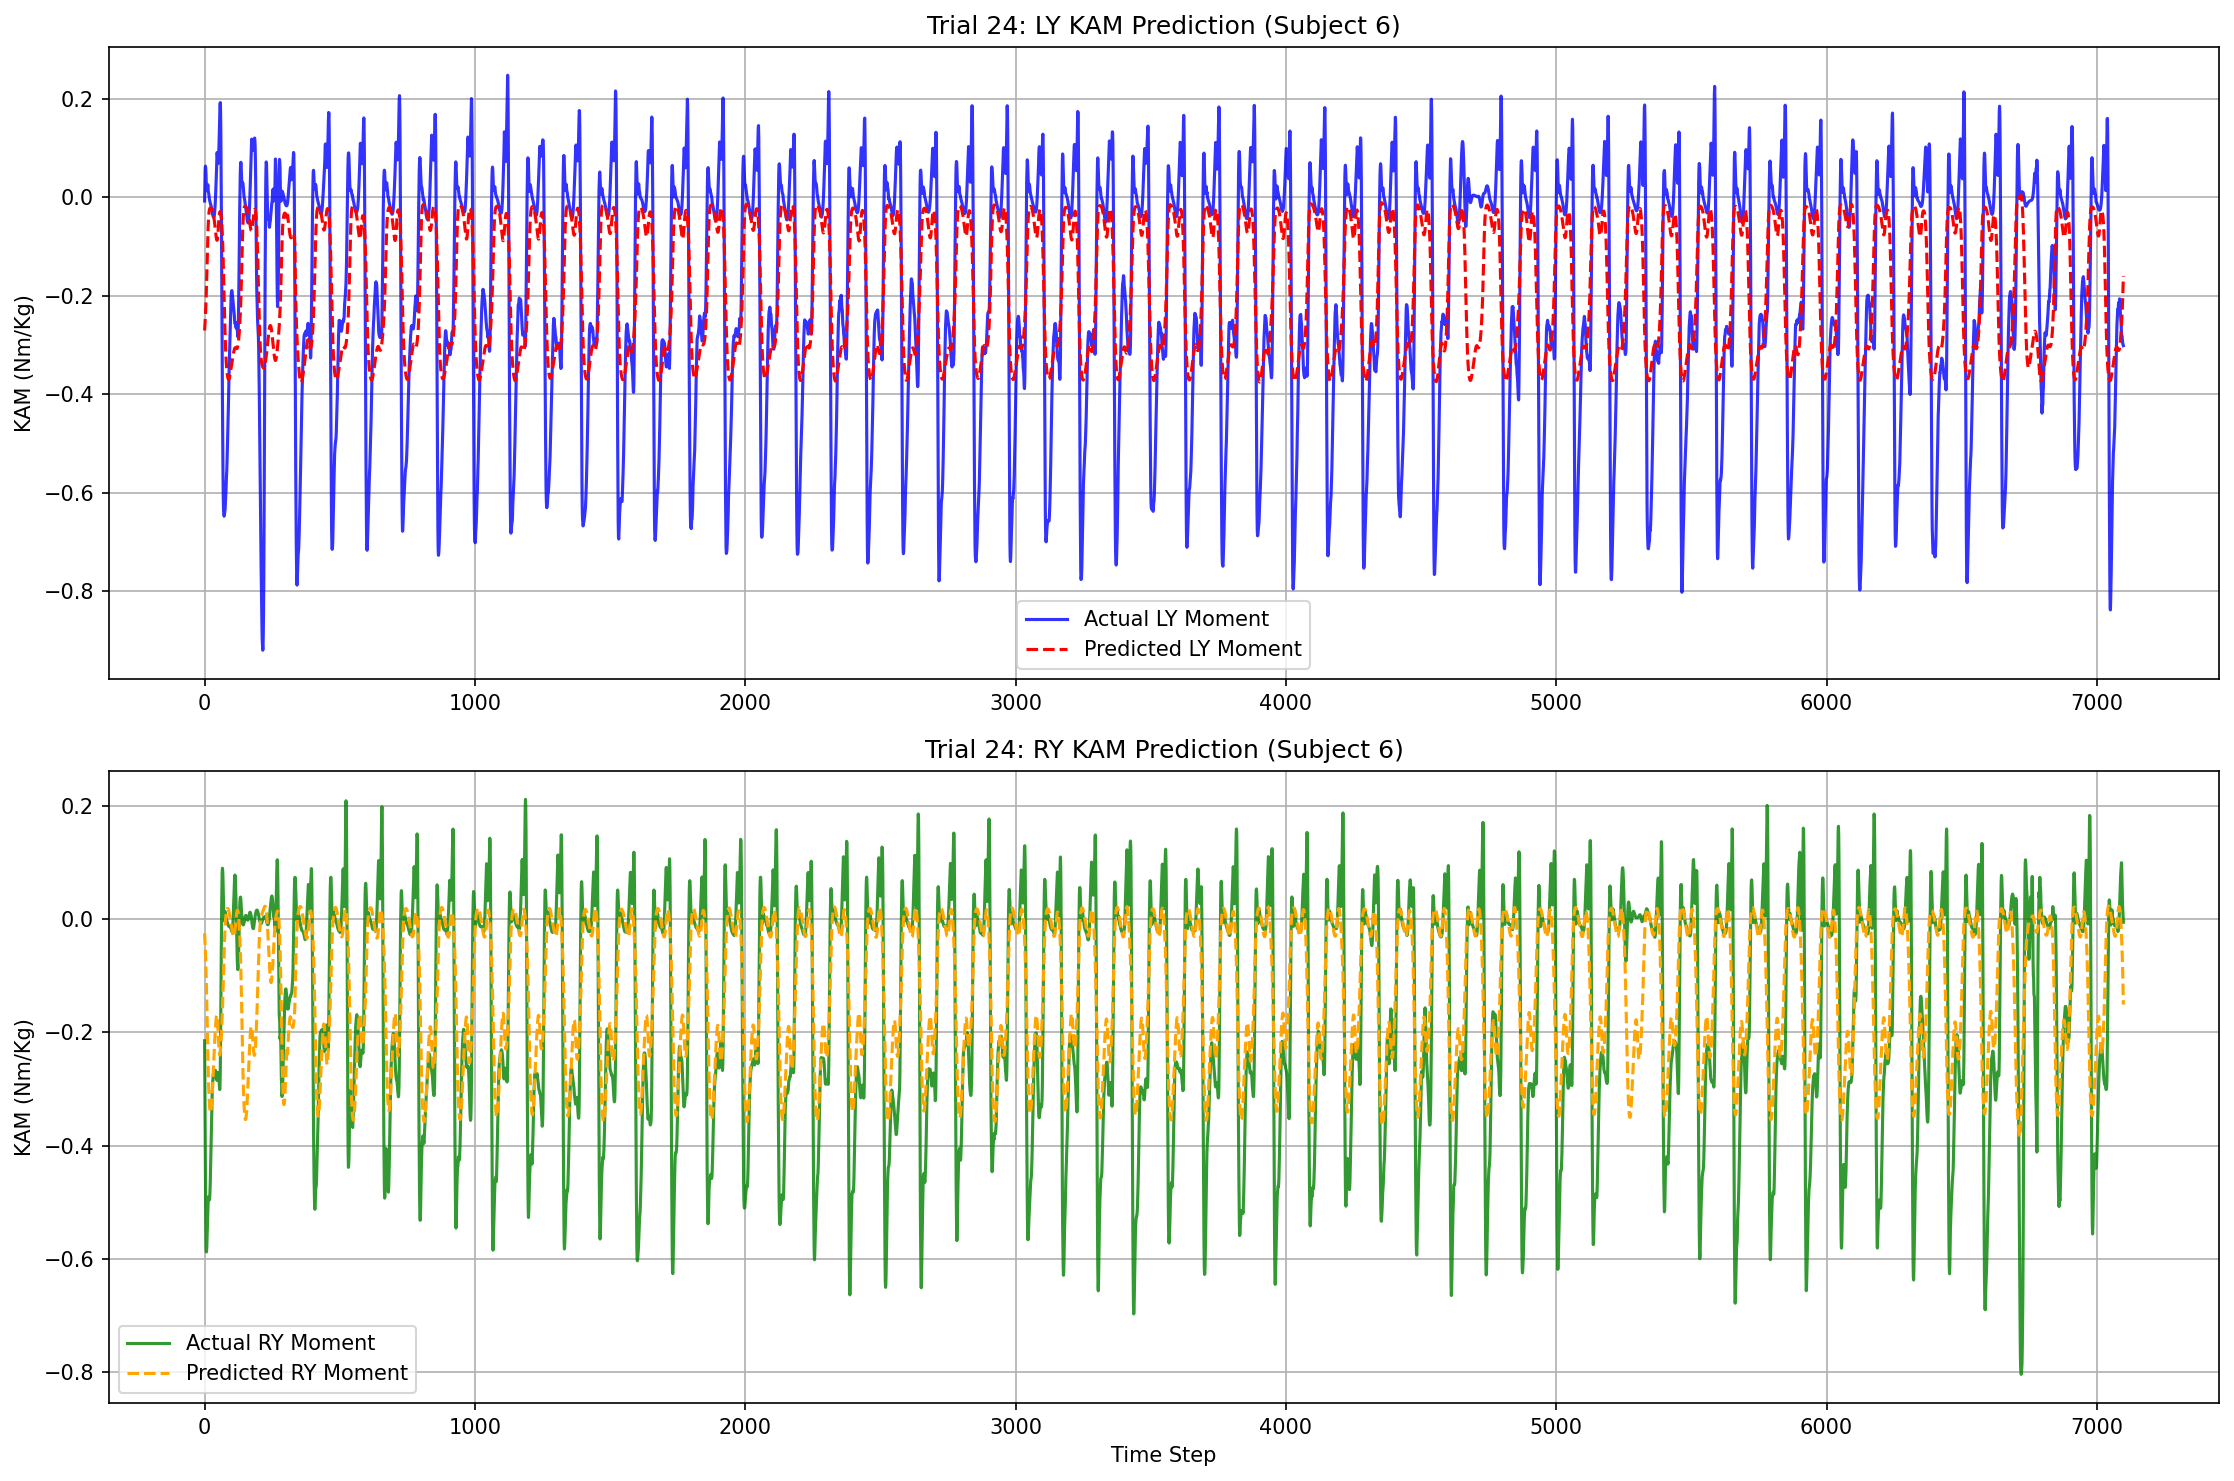 Trial 24: LY KAM Prediction (Subject 6)
KAM (Nm/Kg)
0.2
0.0
−0.2
−0.4
−0.6
−0.8
Actual LY Moment
Predicted LY Moment
0 1000 2000 3000 4000 5000 6000 7000
Trial 24: RY KAM Prediction (Subject 6)
KAM (Nm/Kg)
0.2
0.0
−0.2
−0.4
−0.6
−0.8
Actual RY Moment
Predicted RY Moment
0 1000 2000 3000 4000 5000 6000 7000
Time Step